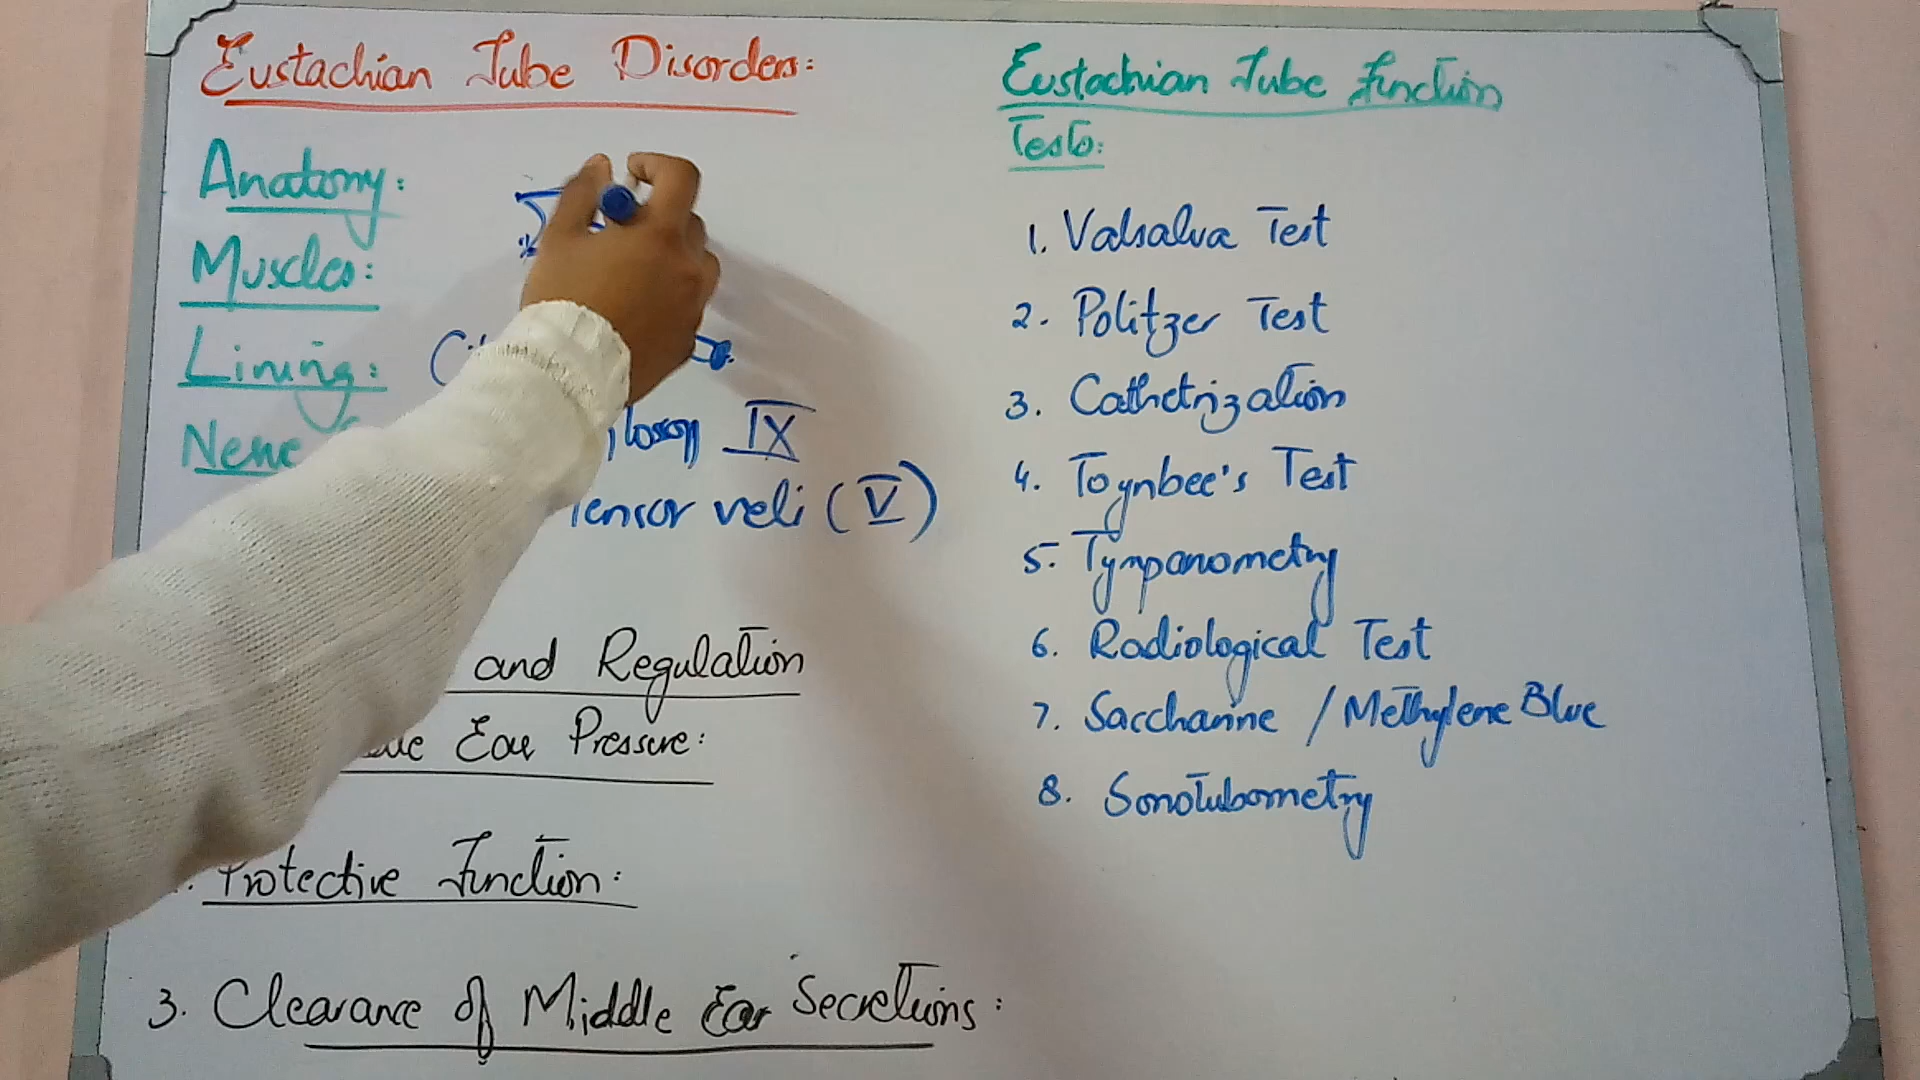 Eustachian Tube Disorders:
Anatomy:
Muscles:
Lining:
IX
Tensor veli (V)
and Regulation
Ear Pressure:
Protective Function:
3. Clearance of Middle Ear Secretions:
Eustachian Tube Function
Tests:
1. Valsalva Test
2. Politzer Test
3. Cathetrization
4. Toynbee's Test
5. Tympanometry
6. Radiological Test
7. Saccharine / Methylene Blue
8. Sonotubometry